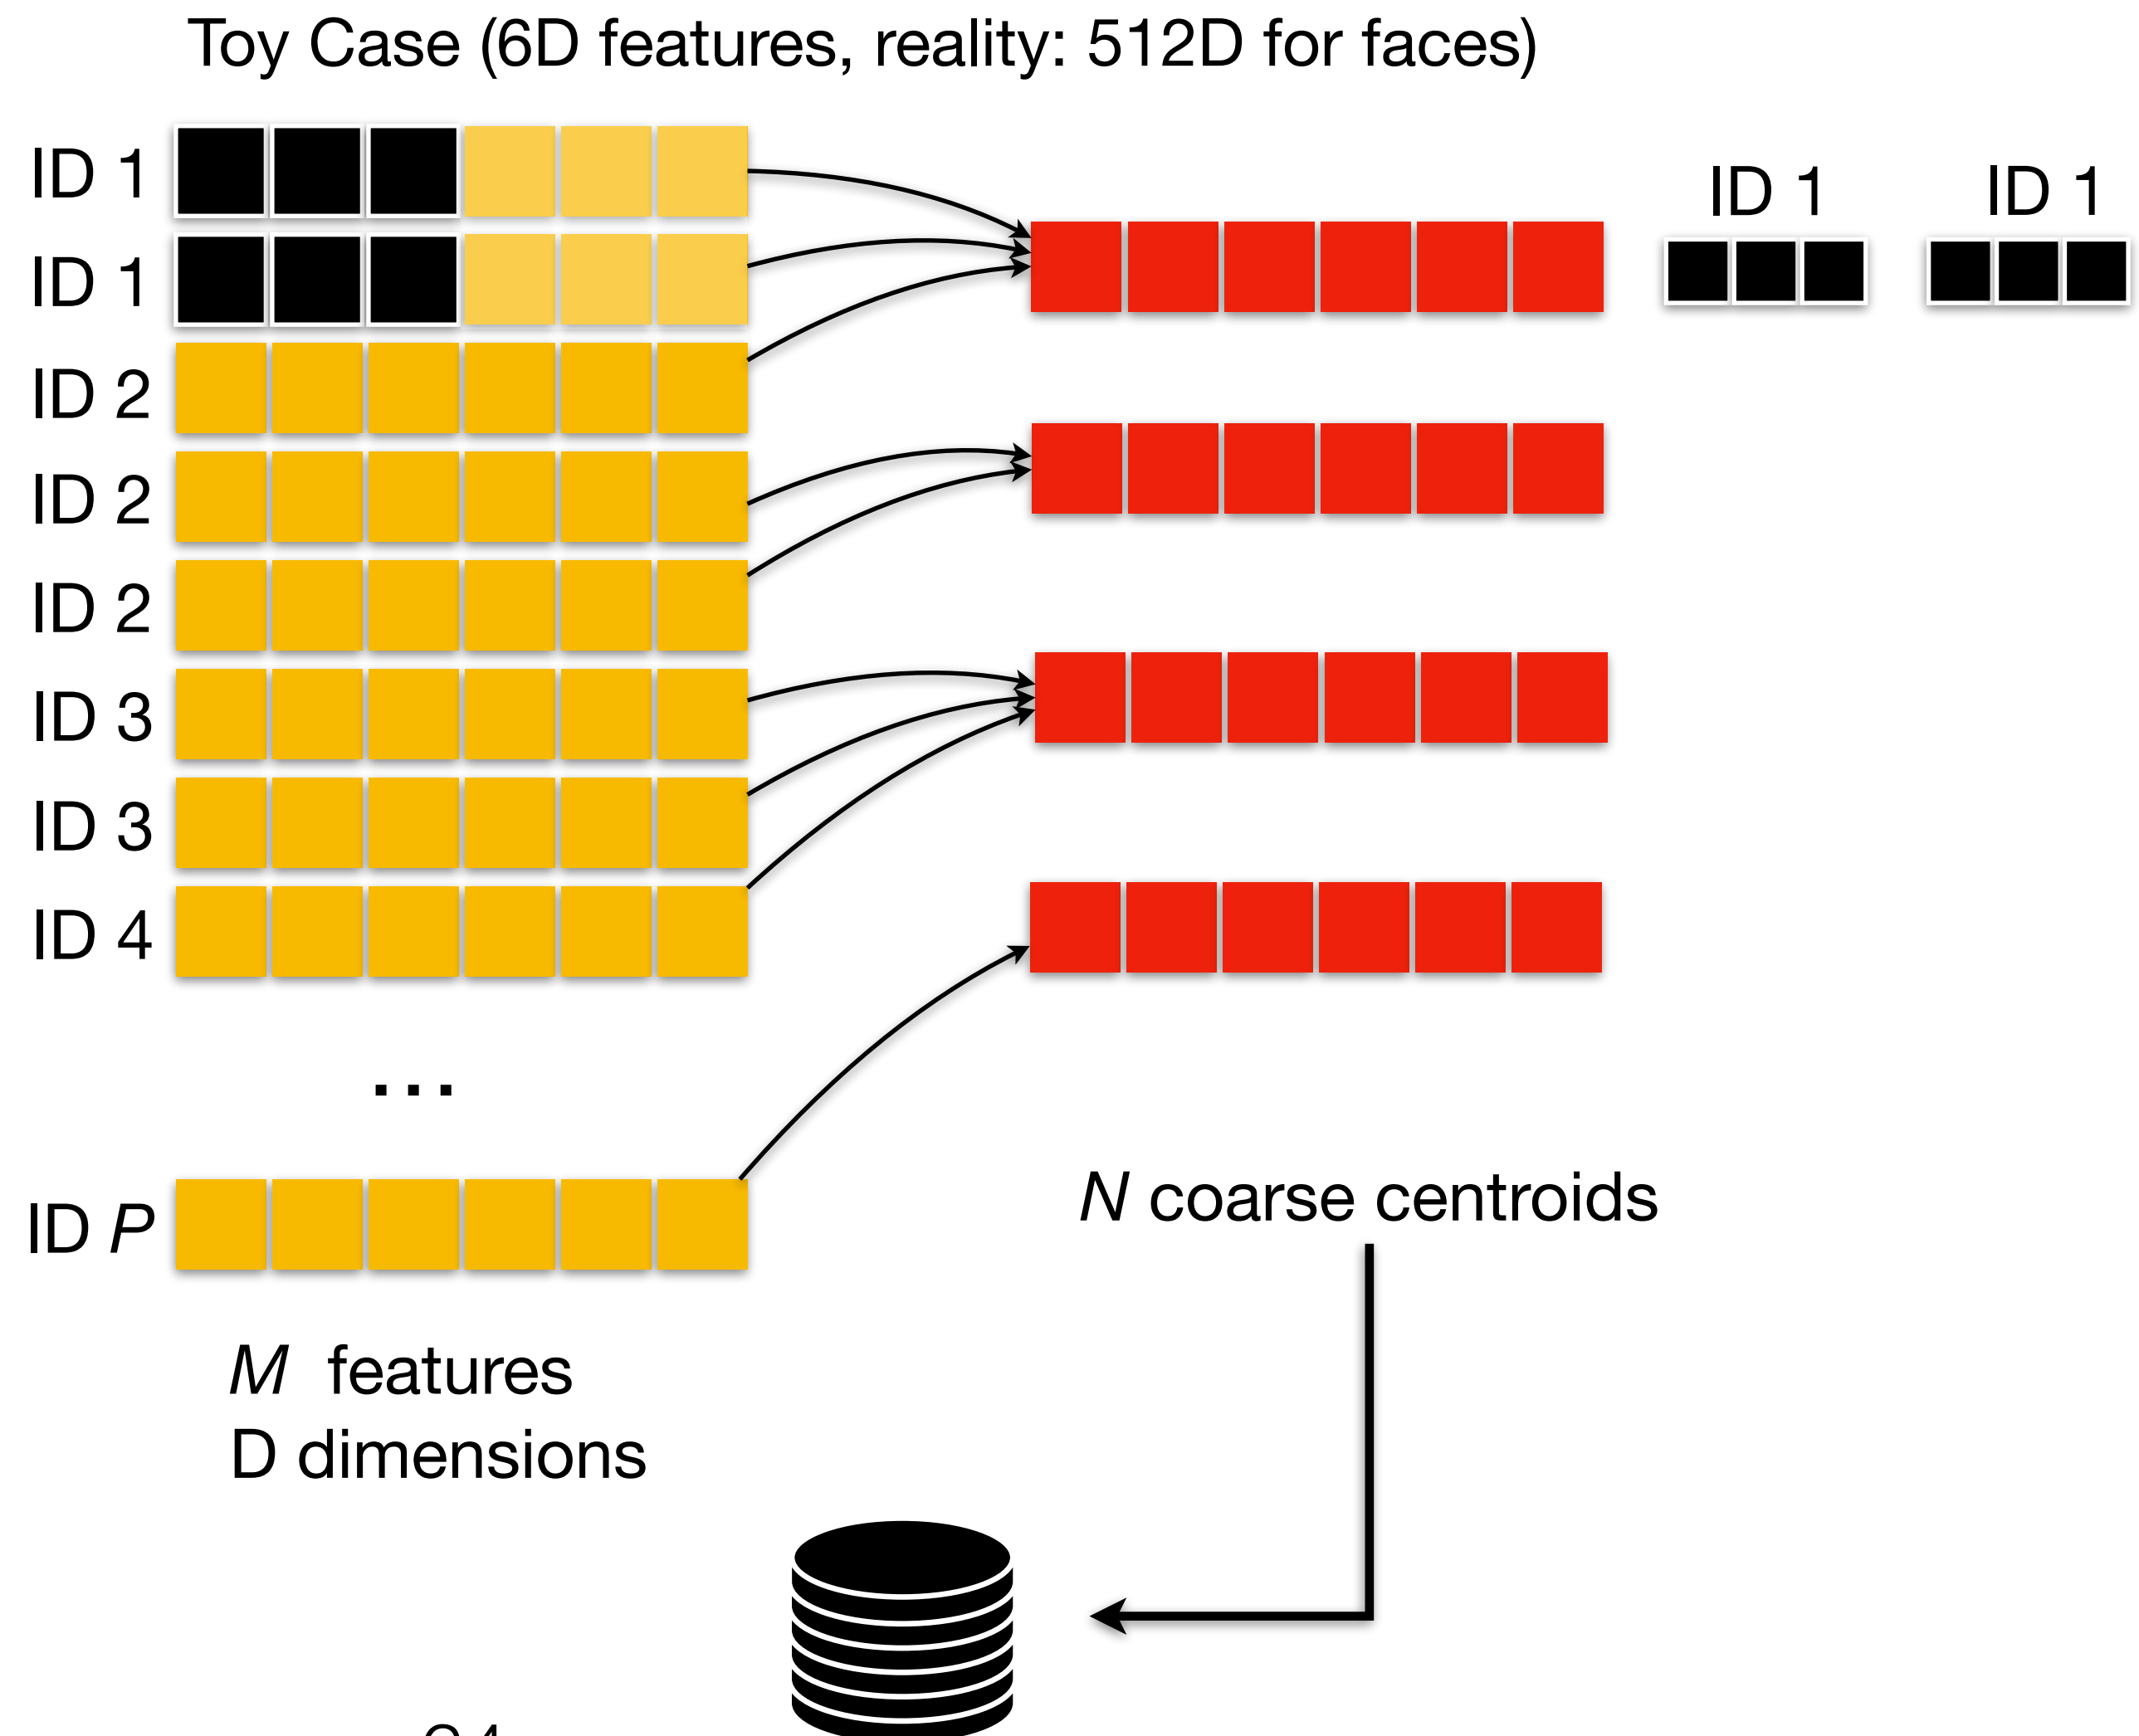 Toy Case (6D features, reality: 512D for faces)
ID 1
ID 1
ID 1
ID 1
ID 2
ID 2
ID 2
ID 3
ID 3
ID 4
...
ID P
N coarse centroids
M features
D dimensions